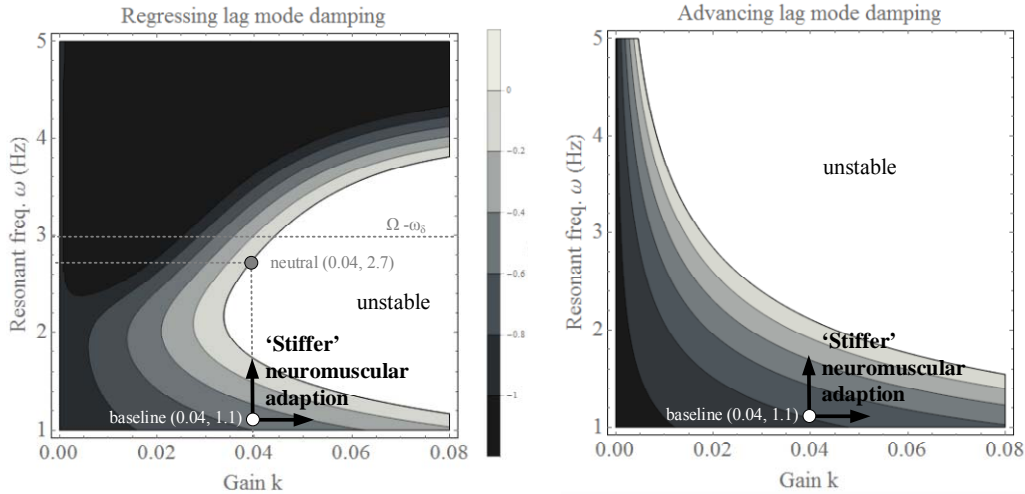 Regressing lag mode damping
5
4
3
2
1
Resonant freq. ω (Hz)
Ω -ωδ
neutral (0.04, 2.7)
unstable
‘Stiffer’
neuromuscular
adaption
baseline (0.04, 1.1)
0.00 0.02 0.04 0.06 0.08
Gain k
0
−0.2
−0.4
−0.6
−0.8
−1
Advancing lag mode damping
5
4
3
2
1
Resonant freq. ω (Hz)
unstable
‘Stiffer’
neuromuscular
adaption
baseline (0.04, 1.1)
0.00 0.02 0.04 0.06 0.08
Gain k